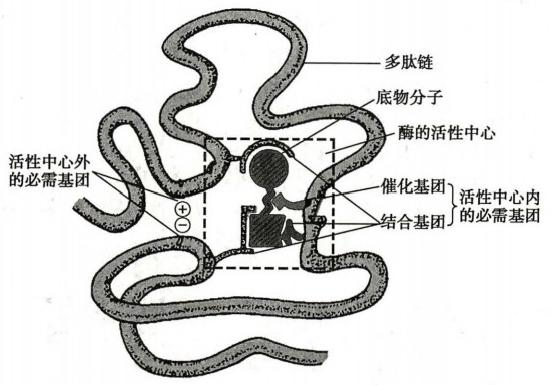 多肽链
底物分子
酶的活性中心
活性中心外
的必需基团
催化基团
活性中心内
的必需基团
结合基团
+
−